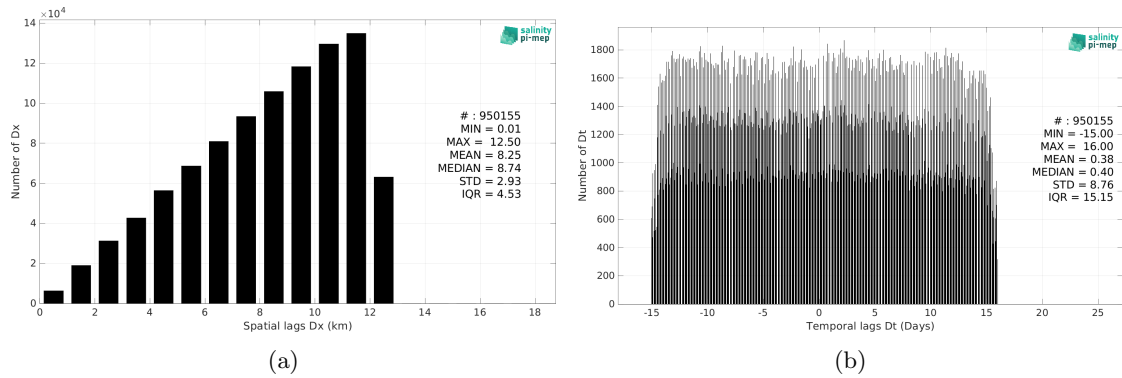 ×10⁴
14
12
10
8
6
4
2
0
Number of Dx
0 2 4 6 8 10 12 14 16 18
Spatial lags Dx (km)
salinity
pi-mep
# : 950155
MIN = 0.01
MAX = 12.50
MEAN = 8.25
MEDIAN = 8.74
STD = 2.93
IQR = 4.53
(a)
1800
1600
1400
1200
1000
800
600
400
200
0
Number of Dt
-15 -10 -5 0 5 10 15 20 25
Temporal lags Dt (Days)
salinity
pi-mep
# : 950155
MIN = -15.00
MAX = 16.00
MEAN = 0.38
MEDIAN = 0.40
STD = 8.76
IQR = 15.15
(b)